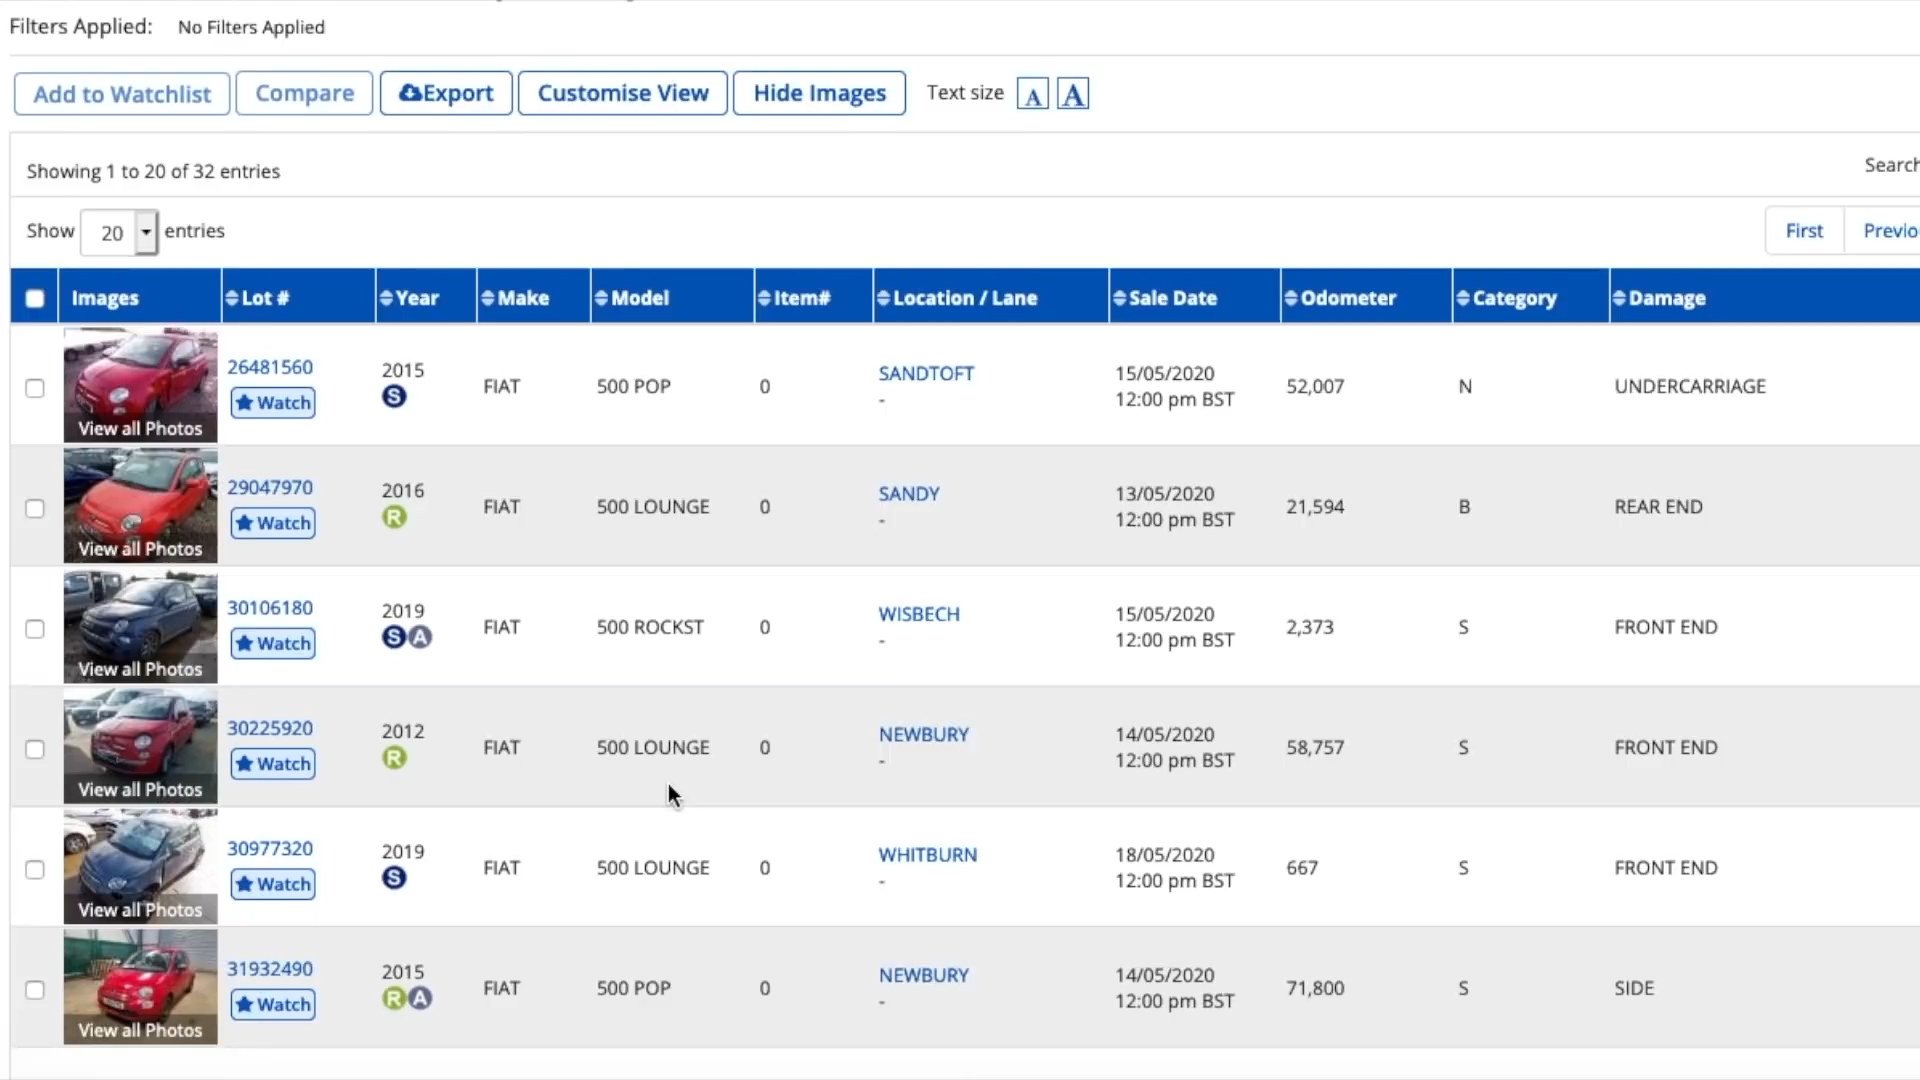 Filters Applied: No Filters Applied
Add to Watchlist Compare Export Customise View Hide Images Text size A A
Showing 1 to 20 of 32 entries
Search
Show 20 entries
First Previo
Images Lot # Year Make Model Item# Location / Lane Sale Date Odometer Category Damage
View all Photos
26481560
Watch
2015
S
FIAT
500 POP
0
SANDTOFT
-
15/05/2020
12:00 pm BST
52,007
N
UNDERCARRIAGE
View all Photos
29047970
Watch
2016
R
FIAT
500 LOUNGE
0
SANDY
-
13/05/2020
12:00 pm BST
21,594
B
REAR END
View all Photos
30106180
Watch
2019
S A
FIAT
500 ROCKST
0
WISBECH
-
15/05/2020
12:00 pm BST
2,373
S
FRONT END
View all Photos
30225920
Watch
2012
R
FIAT
500 LOUNGE
0
NEWBURY
-
14/05/2020
12:00 pm BST
58,757
S
FRONT END
View all Photos
30977320
Watch
2019
S
FIAT
500 LOUNGE
0
WHITBURN
-
18/05/2020
12:00 pm BST
667
S
FRONT END
View all Photos
31932490
Watch
2015
R A
FIAT
500 POP
0
NEWBURY
-
14/05/2020
12:00 pm BST
71,800
S
SIDE